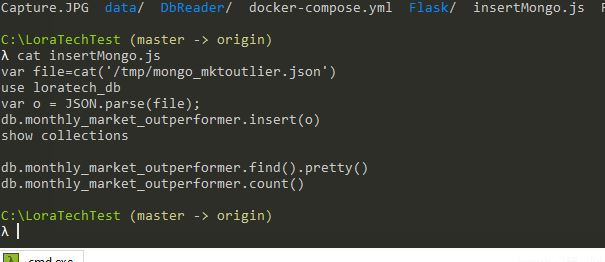 Capture.JPG  data/  DbReader/  docker-compose.yml  Flask/  insertMongo.js
C:\LoraTechTest (master -> origin)
λ cat insertMongo.js
var file=cat('/tmp/mongo_mktoutlier.json')
use loratech_db
var o = JSON.parse(file);
db.monthly_market_outperformer.insert(o)
show collections
db.monthly_market_outperformer.find().pretty()
db.monthly_market_outperformer.count()
C:\LoraTechTest (master -> origin)
λ
λ cmd.exe